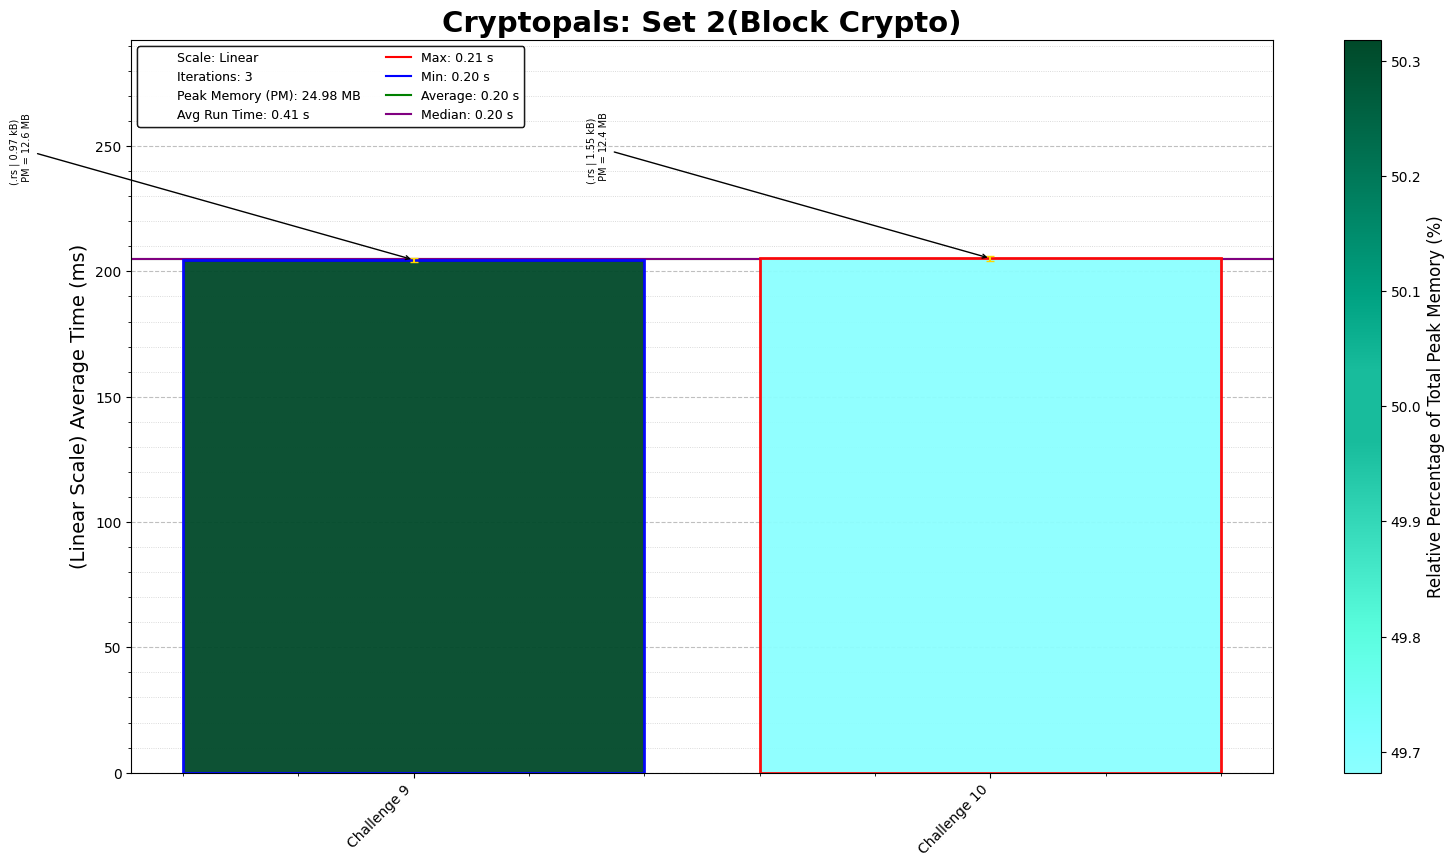 Cryptopals: Set 2(Block Crypto)
Scale: Linear
Iterations: 3
Peak Memory (PM): 24.98 MB
Avg Run Time: 0.41 s
Max: 0.21 s
Min: 0.20 s
Average: 0.20 s
Median: 0.20 s
(.rs | 0.97 kB)
PM = 12.6 MB
(.rs | 1.55 kB)
PM = 12.4 MB
(Linear Scale) Average Time (ms)
250
200
150
100
50
0
Challenge 9
Challenge 10
50.3
50.2
50.1
50.0
49.9
49.8
49.7
Relative Percentage of Total Peak Memory (%)